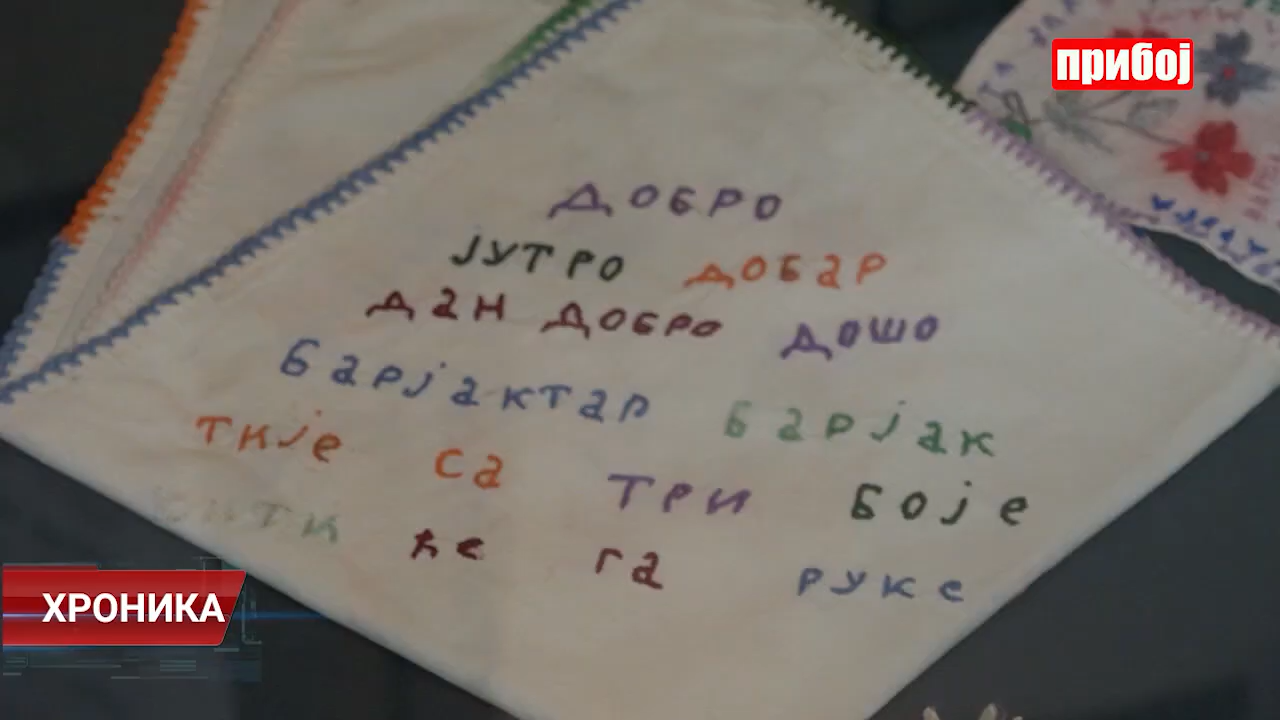 прибој
ДОБРО
ЈУТРО ДОБАР
ДАН ДОБРО ДОШО
БАРЈАКТАР БАРЈАК
ТИЈЕ СА ТРИ БОЈЕ
ЋЕ ГА РУКЕ
ХРОНИКА